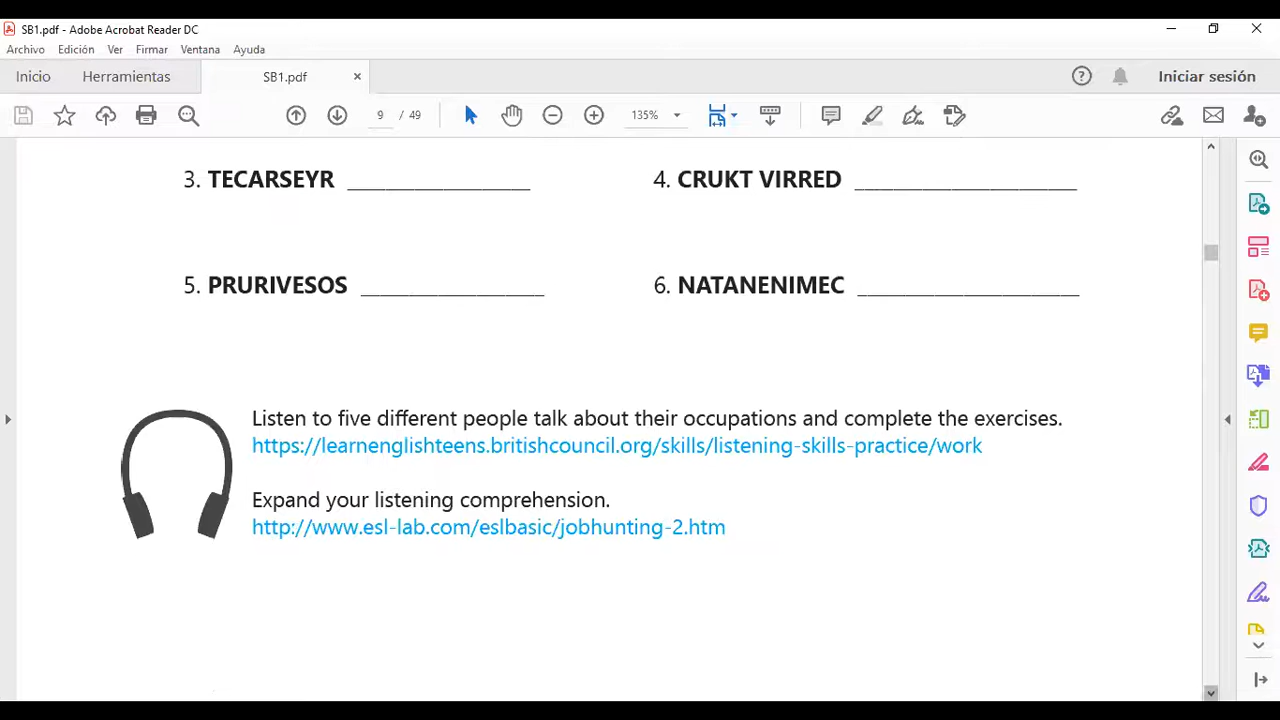 SB1.pdf - Adobe Acrobat Reader DC
Archivo Edición Ver Firmar Ventana Ayuda
Inicio Herramientas SB1.pdf × Iniciar sesión
9 / 49 135%
3. TECARSEYR ____________________ 4. CRUKT VIRRED ____________________
5. PRURIVESOS ____________________ 6. NATANENIMEC ____________________
Listen to five different people talk about their occupations and complete the exercises.
https://learnenglishteens.britishcouncil.org/skills/listening-skills-practice/work
Expand your listening comprehension.
http://www.esl-lab.com/eslbasic/jobhunting-2.htm